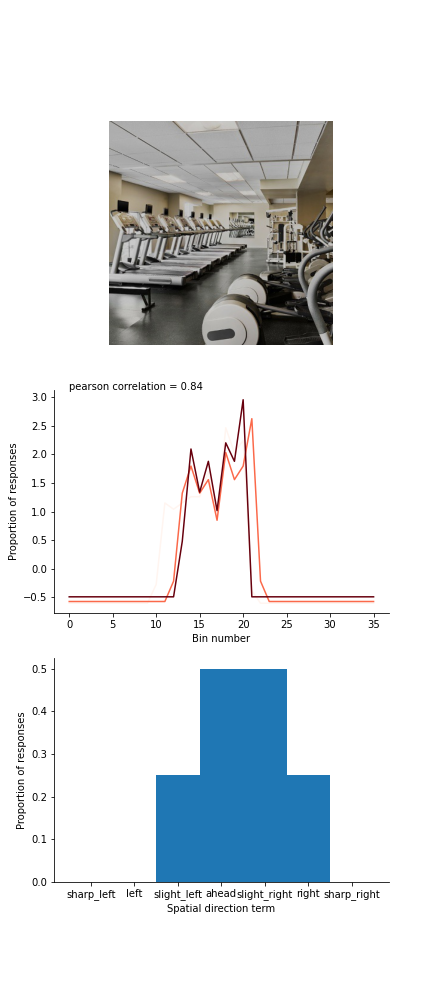 pearson correlation = 0.84
3.0
2.5
2.0
1.5
1.0
0.5
0.0
−0.5
Proportion of responses
0 5 10 15 20 25 30 35
Bin number
0.5
0.4
0.3
0.2
0.1
0.0
Proportion of responses
sharp_left left slight_left ahead slight_right right sharp_right
Spatial direction term